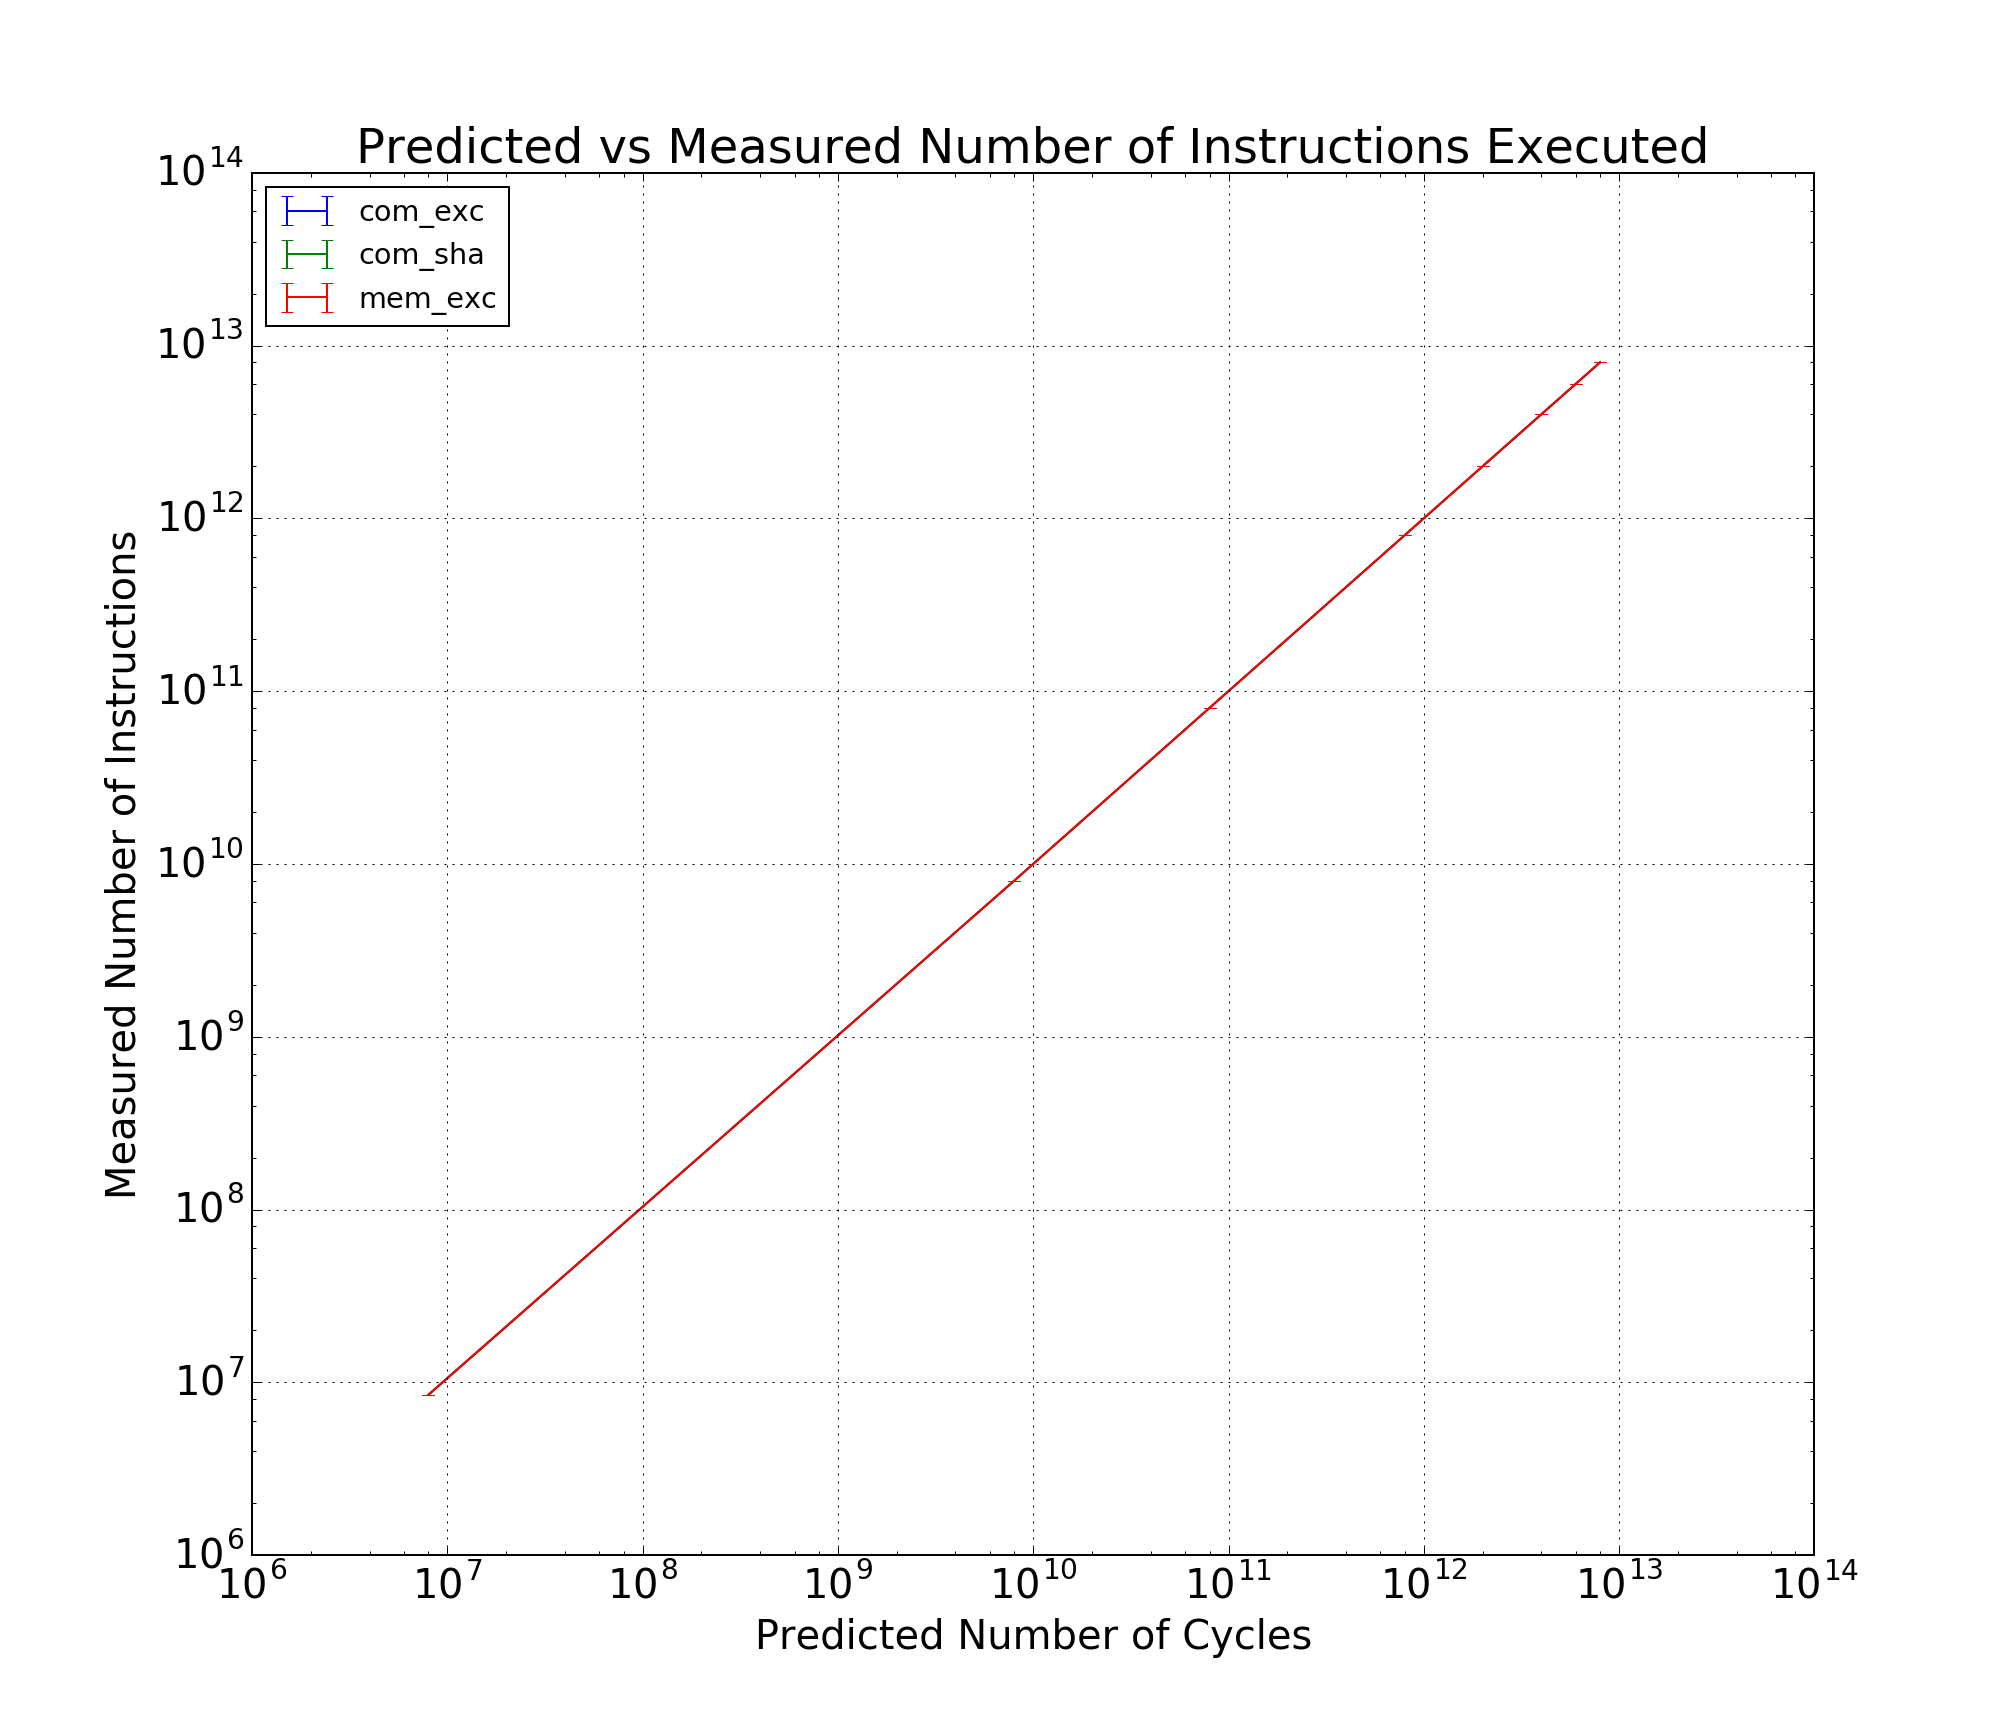 Predicted vs Measured Number of Instructions Executed
com_exc
com_sha
mem_exc
Measured Number of Instructions
10^14
10^13
10^12
10^11
10^10
10^9
10^8
10^7
10^6
10^6 10^7 10^8 10^9 10^10 10^11 10^12 10^13 10^14
Predicted Number of Cycles